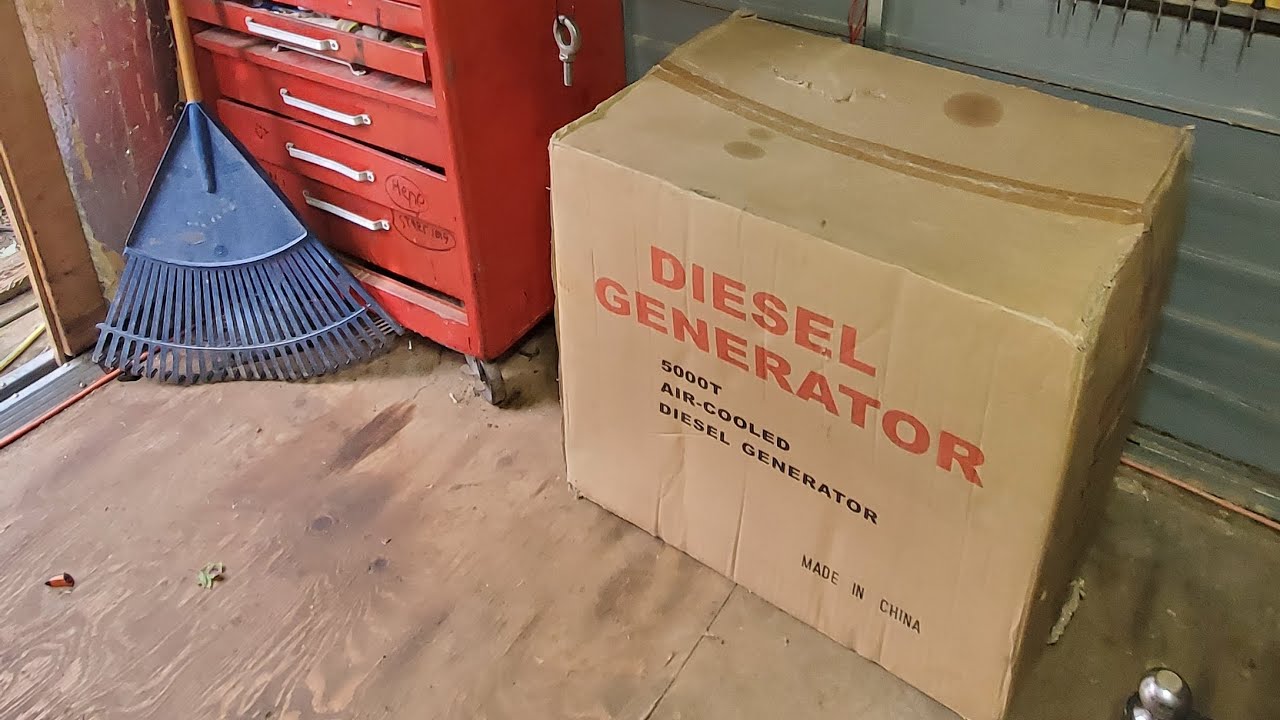 DIESEL
GENERATOR
5000T
AIR-COOLED
DIESEL GENERATOR
MADE IN CHINA